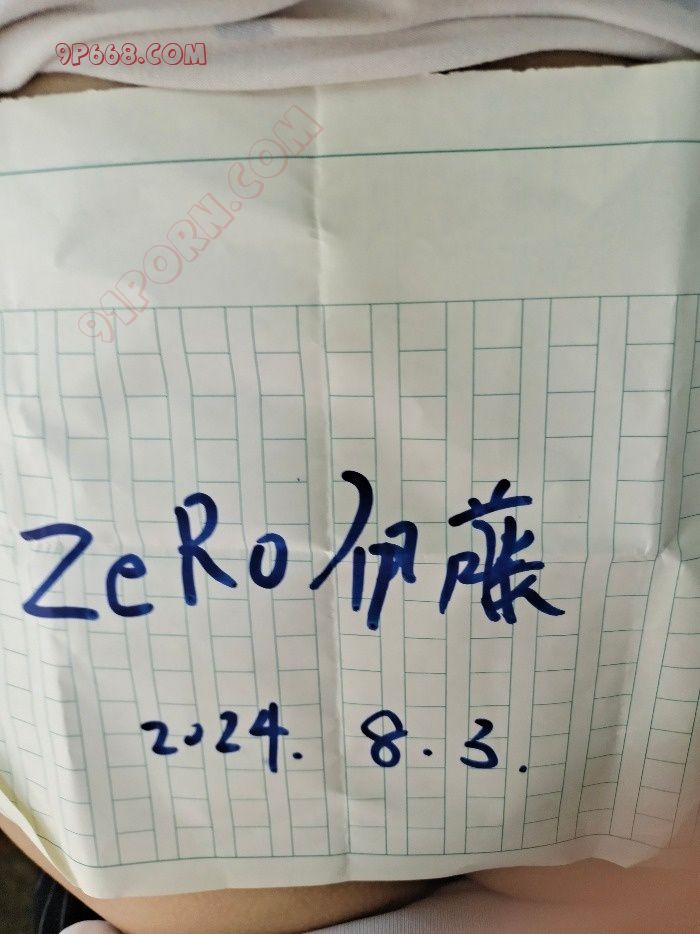 9P668.COM
91PORN.COM
ZeRo伊藤
2024. 8. 3.